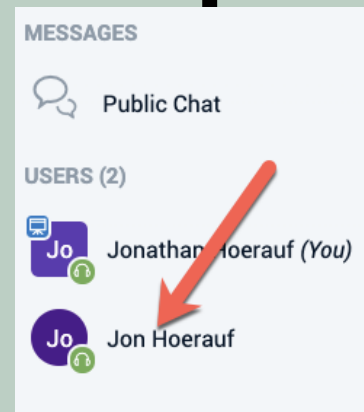 MESSAGES
Public Chat
USERS (2)
Jo Jonathan Hoerauf (You)
Jo Jon Hoerauf